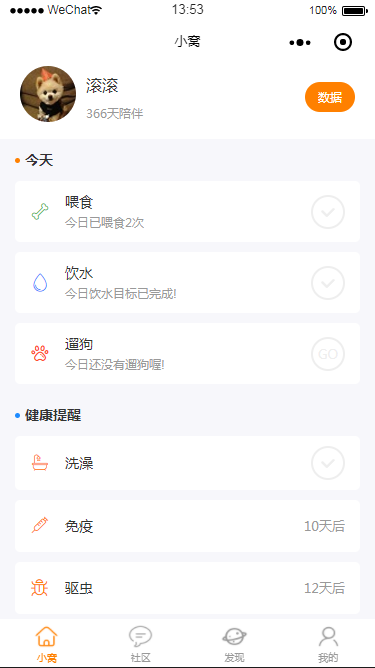 ●●●●● WeChat 13:53 100%
小窝
滚滚
366天陪伴
数据
今天
喂食
今日已喂食2次
饮水
今日饮水目标已完成!
遛狗
今日还没有遛狗喔!
GO
健康提醒
洗澡
免疫 10天后
驱虫 12天后
小窝 社区 发现 我的